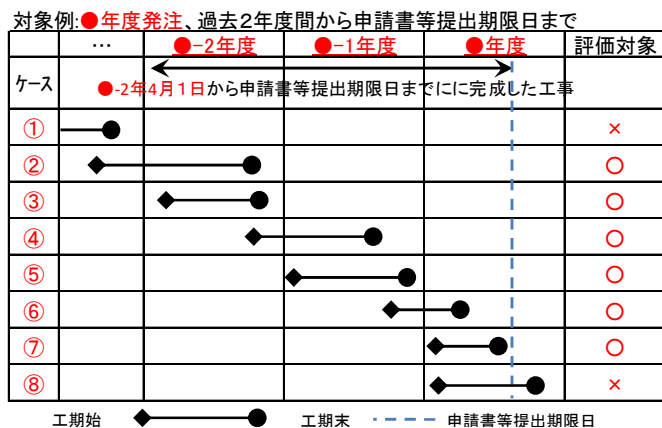 対象例:●年度発注、過去2年度間から申請書等提出期限日まで
… ●-2年度 ●-1年度 ●年度 評価対象
ケース
●-2年4月1日から申請書等提出期限日までにに完成した工事
① ×
② ○
③ ○
④ ○
⑤ ○
⑥ ○
⑦ ○
⑧ ×
工期始 工期末 申請書等提出期限日